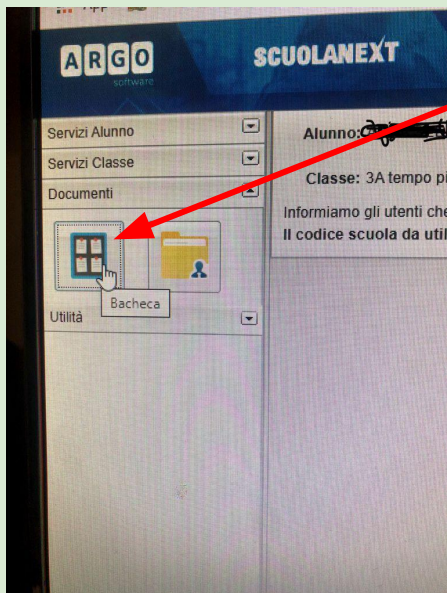 ARGO
software
SCUOLANEXT
Servizi Alunno
Servizi Classe
Documenti
Bacheca
Utilità
Alunno:
Classe: 3A tempo pi
Informiamo gli utenti che
Il codice scuola da util